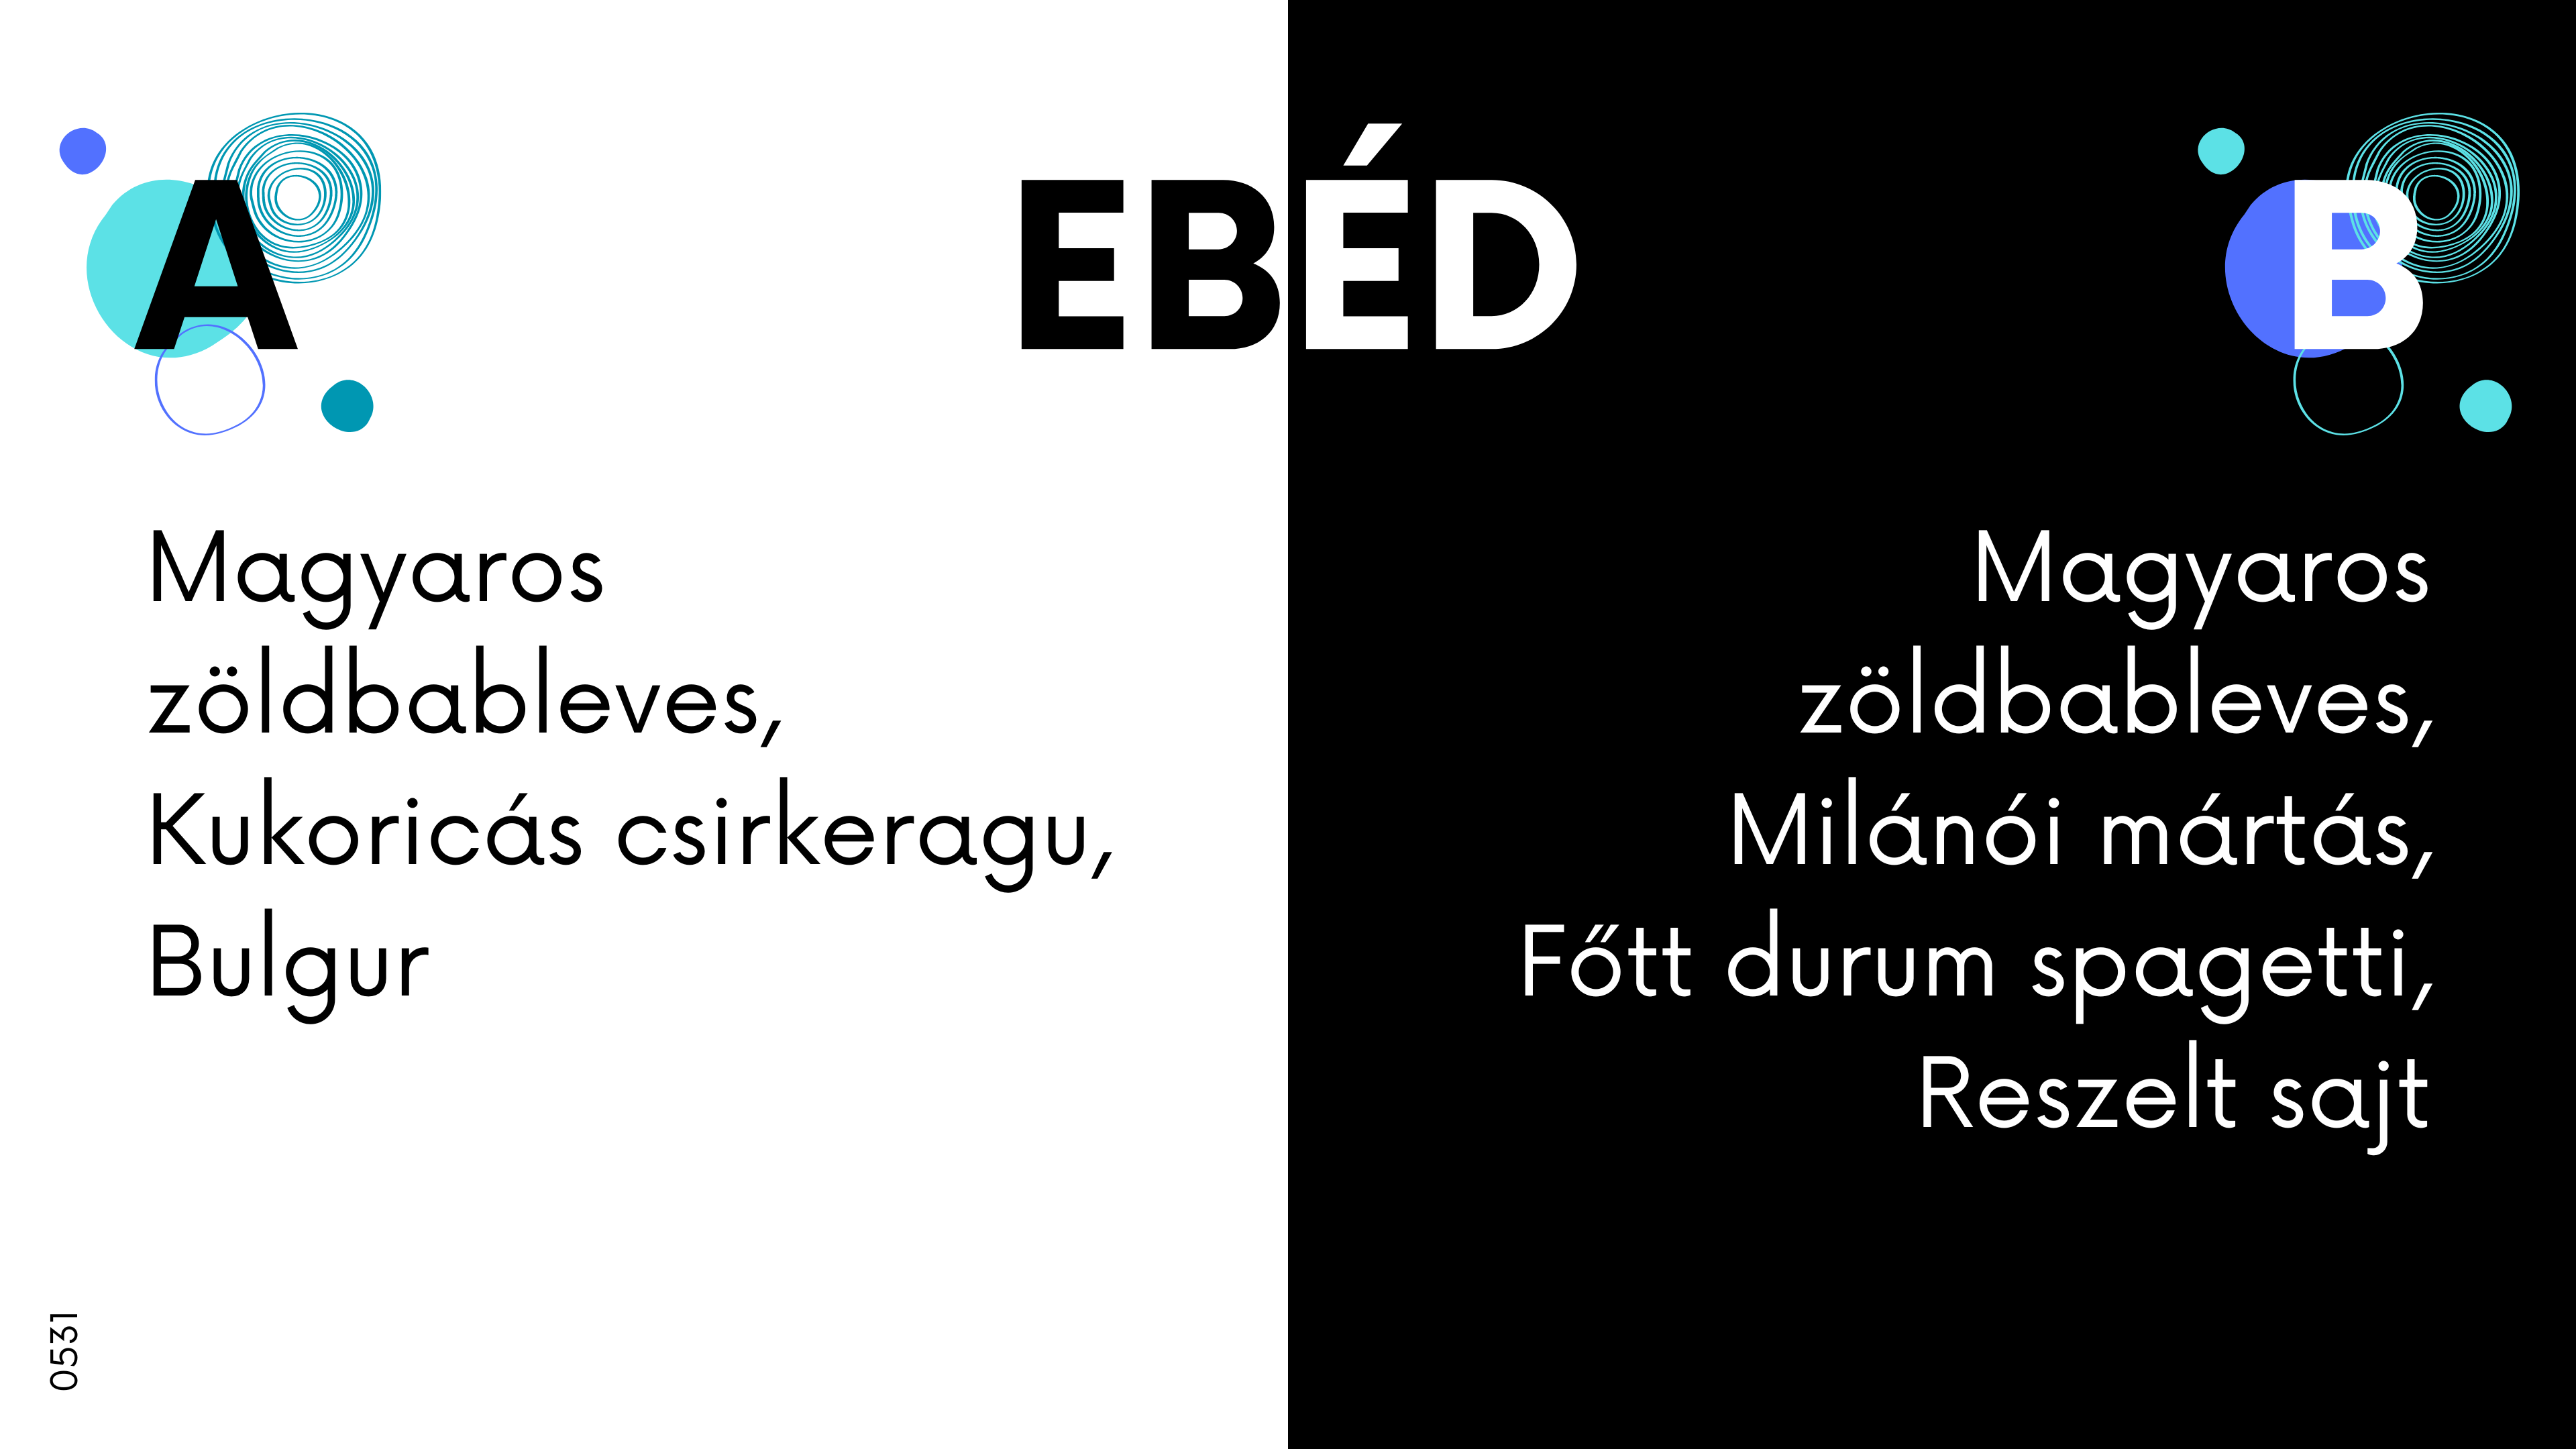 A
EBÉD
B
Magyaros
zöldbableves,
Kukoricás csirkeragu,
Bulgur
Magyaros
zöldbableves,
Milánói mártás,
Főtt durum spagetti,
Reszelt sajt
0531